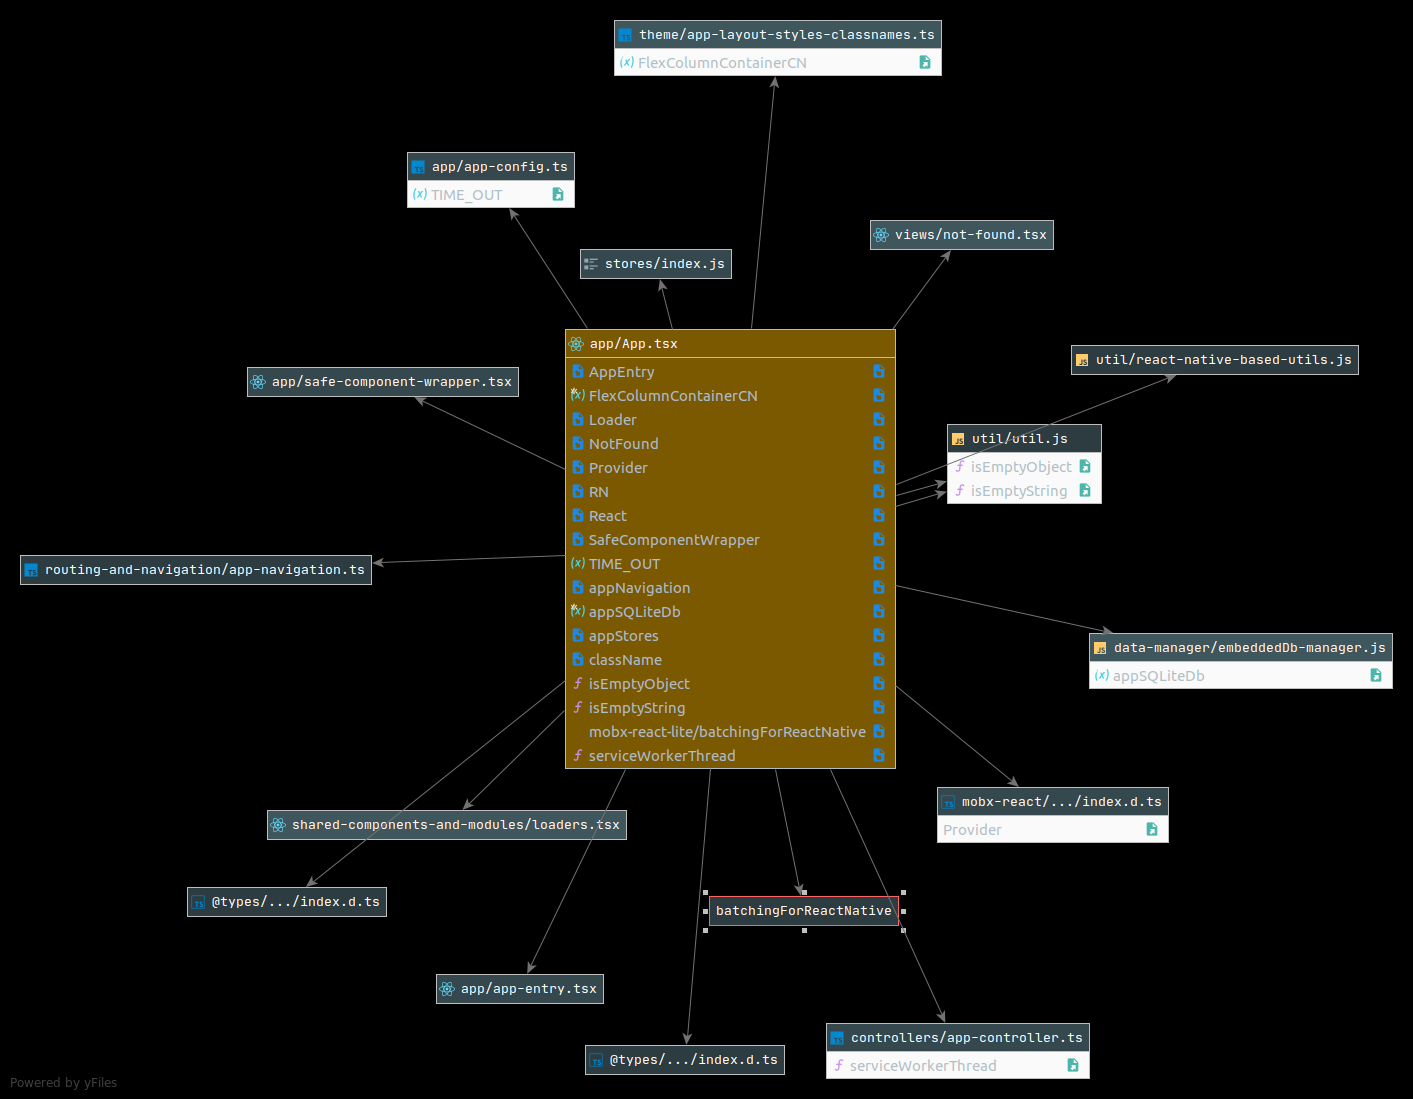 theme/app-layout-styles-classnames.ts
FlexColumnContainerCN
app/app-config.ts
TIME_OUT
views/not-found.tsx
stores/index.js
app/App.tsx
AppEntry
FlexColumnContainerCN
Loader
NotFound
Provider
RN
React
SafeComponentWrapper
TIME_OUT
appNavigation
appSQLiteDb
appStores
className
isEmptyObject
isEmptyString
mobx-react-lite/batchingForReactNative
serviceWorkerThread
util/react-native-based-utils.js
app/safe-component-wrapper.tsx
util/util.js
isEmptyObject
isEmptyString
routing-and-navigation/app-navigation.ts
data-manager/embeddedDb-manager.js
appSQLiteDb
mobx-react/.../index.d.ts
Provider
shared-components-and-modules/loaders.tsx
@types/.../index.d.ts
batchingForReactNative
app/app-entry.tsx
controllers/app-controller.ts
serviceWorkerThread
@types/.../index.d.ts
Powered by yFiles